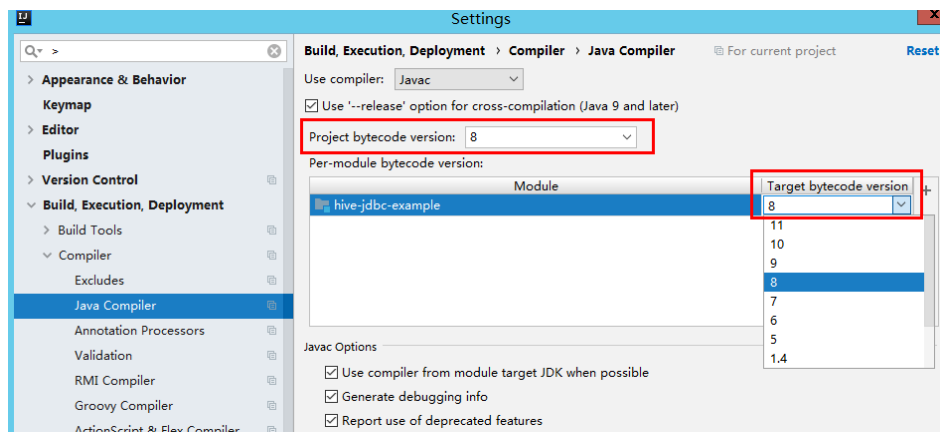 Settings
>
Build, Execution, Deployment > Compiler > Java Compiler
For current project
Reset
Appearance & Behavior
Keymap
Editor
Plugins
Version Control
Build, Execution, Deployment
Build Tools
Compiler
Excludes
Java Compiler
Annotation Processors
Validation
RMI Compiler
Groovy Compiler
ActionScript & Flex Compiler
Use compiler: Javac
Use '--release' option for cross-compilation (Java 9 and later)
Project bytecode version: 8
Per-module bytecode version:
Module
Target bytecode version
hive-jdbc-example
8
11
10
9
8
7
6
5
1.4
Javac Options
Use compiler from module target JDK when possible
Generate debugging info
Report use of deprecated features